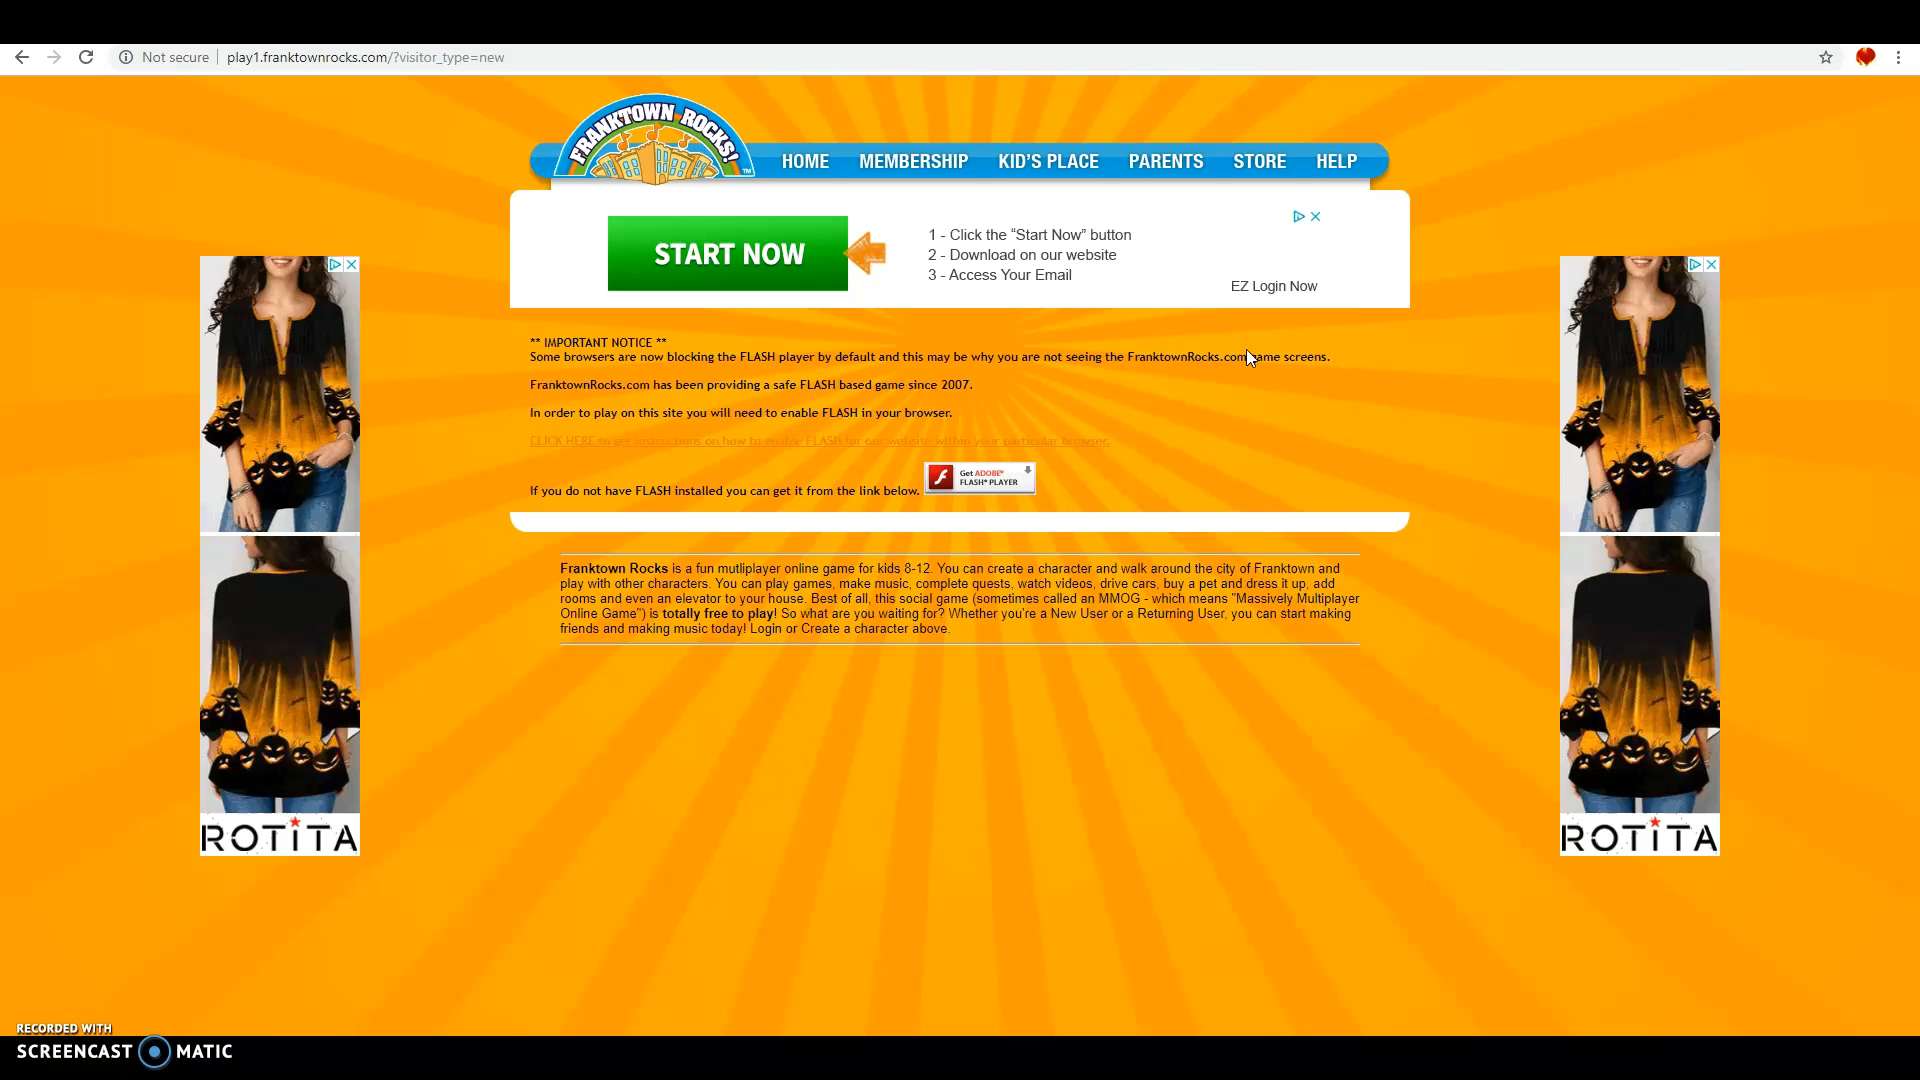 Not secure
play1.franktownrocks.com/?visitor_type=new
FRANKTOWN ROCKS!
TM
HOME MEMBERSHIP KID'S PLACE PARENTS STORE HELP
START NOW
1 - Click the “Start Now” button
2 - Download on our website
3 - Access Your Email
EZ Login Now
** IMPORTANT NOTICE **
Some browsers are now blocking the FLASH player by default and this may be why you are not seeing the FranktownRocks.com ame screens.
FranktownRocks.com has been providing a safe FLASH based game since 2007.
In order to play on this site you will need to enable FLASH in your browser.
CLICK HERE to get instructions on how to enable FLASH for our website within your particular browser.
If you do not have FLASH installed you can get it from the link below.
Get ADOBE®
FLASH® PLAYER
Franktown Rocks is a fun mutliplayer online game for kids 8-12. You can create a character and walk around the city of Franktown and
play with other characters. You can play games, make music, complete quests, watch videos, drive cars, buy a pet and dress it up, add
rooms and even an elevator to your house. Best of all, this social game (sometimes called an MMOG - which means "Massively Multiplayer
Online Game") is totally free to play! So what are you waiting for? Whether you're a New User or a Returning User, you can start making
friends and making music today! Login or Create a character above.
ROTITA
ROTITA
RECORDED WITH
SCREENCAST MATIC